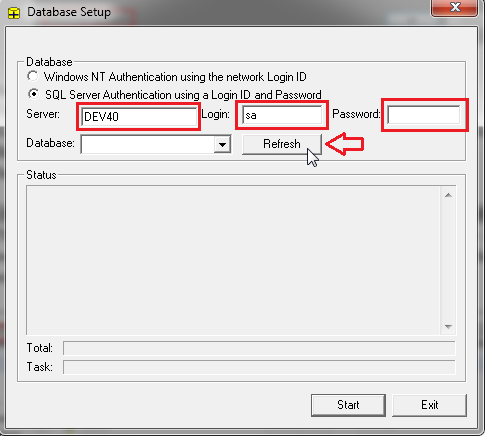 Database Setup
Database
Windows NT Authentication using the network Login ID
SQL Server Authentication using a Login ID and Password
Server: DEV40 Login: sa Password:
Database: Refresh
Status
Total:
Task:
Start Exit